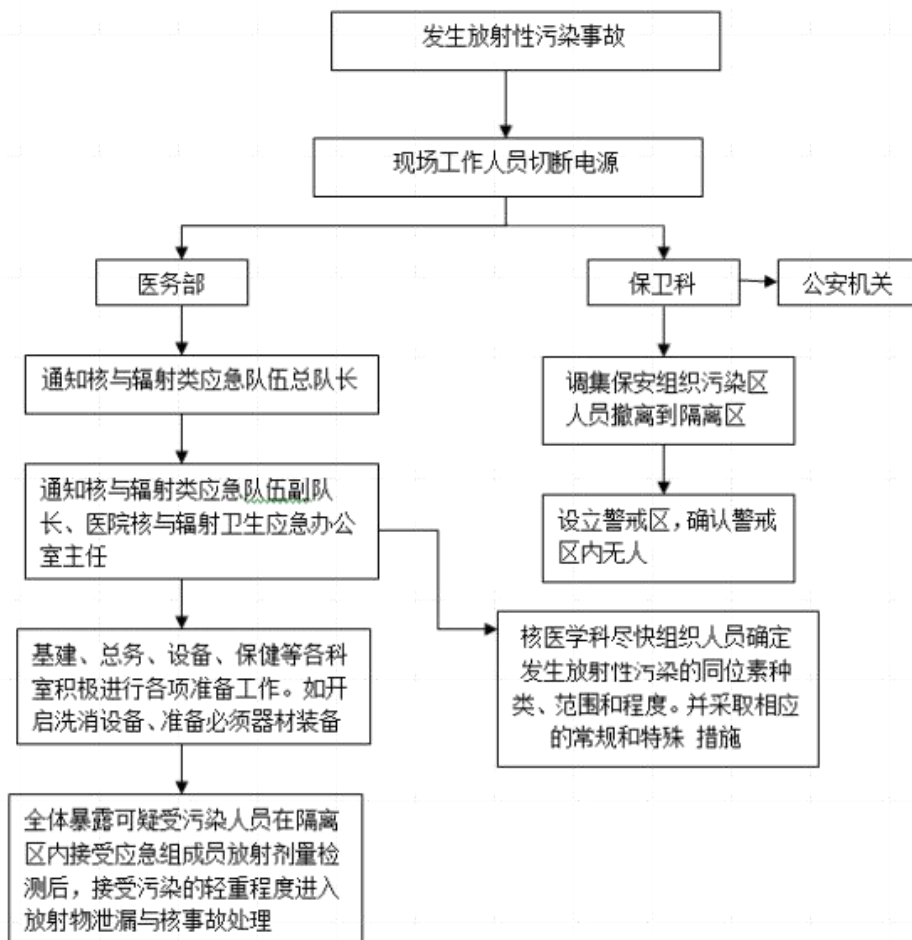 发生放射性污染事故
现场工作人员切断电源
医务部
保卫科
公安机关
通知核与辐射类应急队伍总队长
调集保安组织污染区
人员撤离到隔离区
通知核与辐射类应急队伍副队
长、医院核与辐射卫生应急办公
室主任
设立警戒区，确认警戒
区内无人
基建、总务、设备、保健等各科
室积极进行各项准备工作。如开
启洗消设备、准备必须器材装备
核医学科尽快组织人员确定
发生放射性污染的同位素种
类、范围和程度。并采取相应
的常规和特殊 措施
全体暴露可疑受污染人员在隔离
区内接受应急组成员放射剂量检
测后，接受污染的轻重程度进入
放射物泄漏与核事故处理